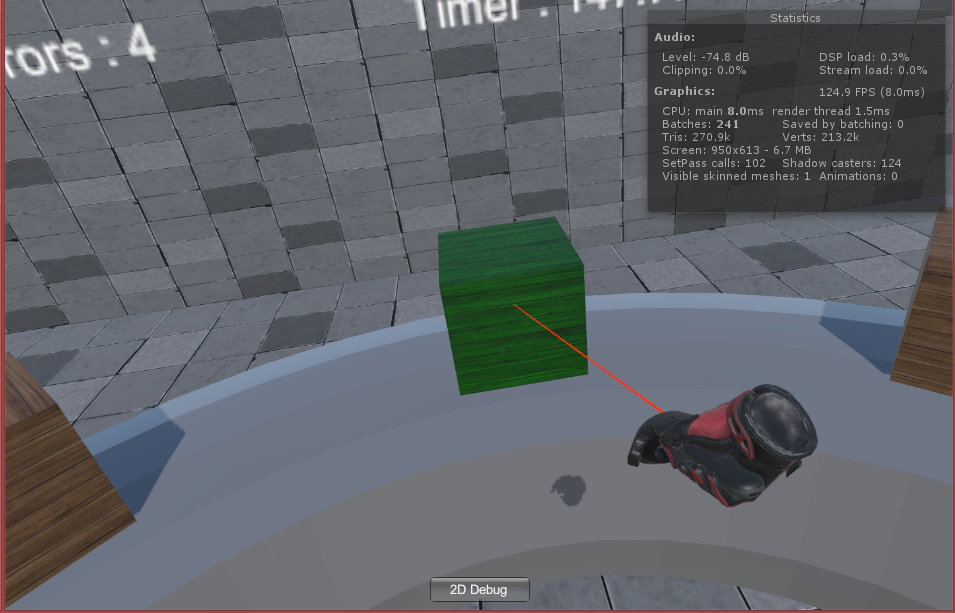 Timer : 147.
rors : 4
Statistics
Audio:
Level: -74.8 dB DSP load: 0.3%
Clipping: 0.0% Stream load: 0.0%
Graphics: 124.9 FPS (8.0ms)
CPU: main 8.0ms render thread 1.5ms
Batches: 241 Saved by batching: 0
Tris: 270.9k Verts: 213.2k
Screen: 950x613 - 6.7 MB
SetPass calls: 102 Shadow casters: 124
Visible skinned meshes: 1 Animations: 0
2D Debug